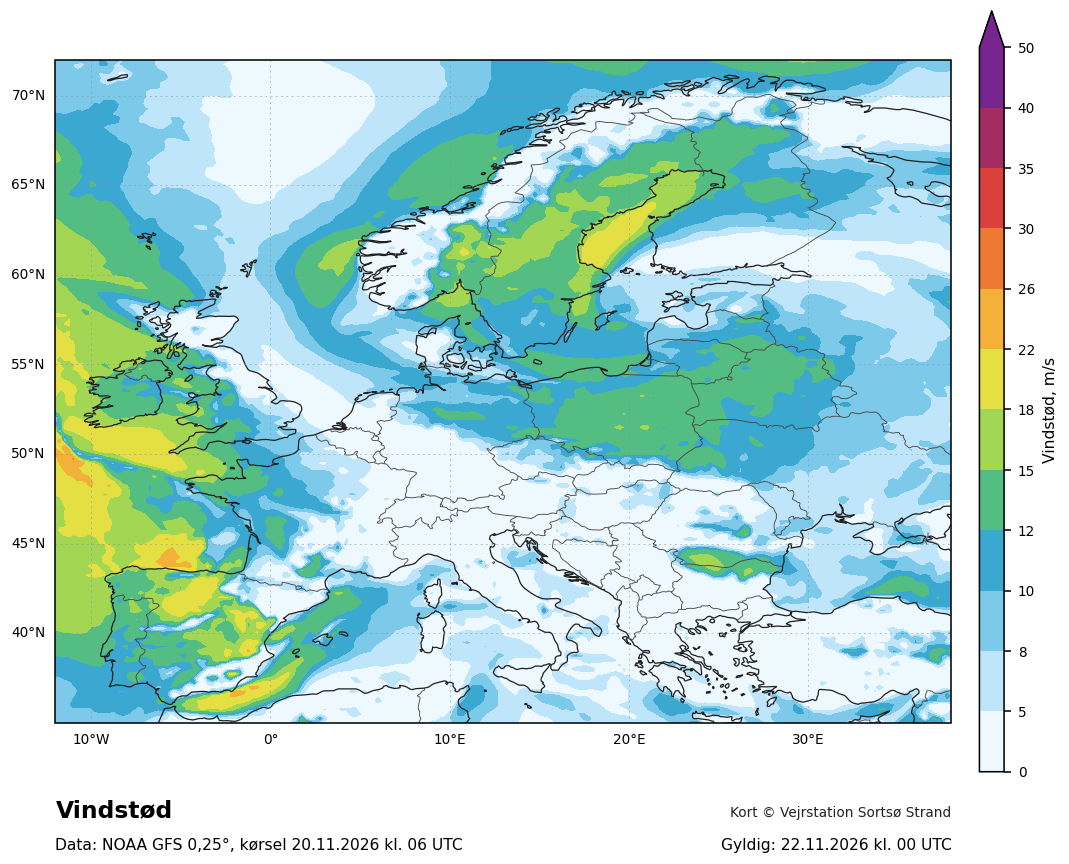 70°N
65°N
60°N
55°N
50°N
45°N
40°N
10°W
0°
10°E
20°E
30°E
50
40
35
30
26
22
18
15
12
10
8
5
0
Vindstød, m/s
Vindstød
Kort © Vejrstation Sortsø Strand
Data: NOAA GFS 0,25°, kørsel 20.11.2026 kl. 06 UTC
Gyldig: 22.11.2026 kl. 00 UTC